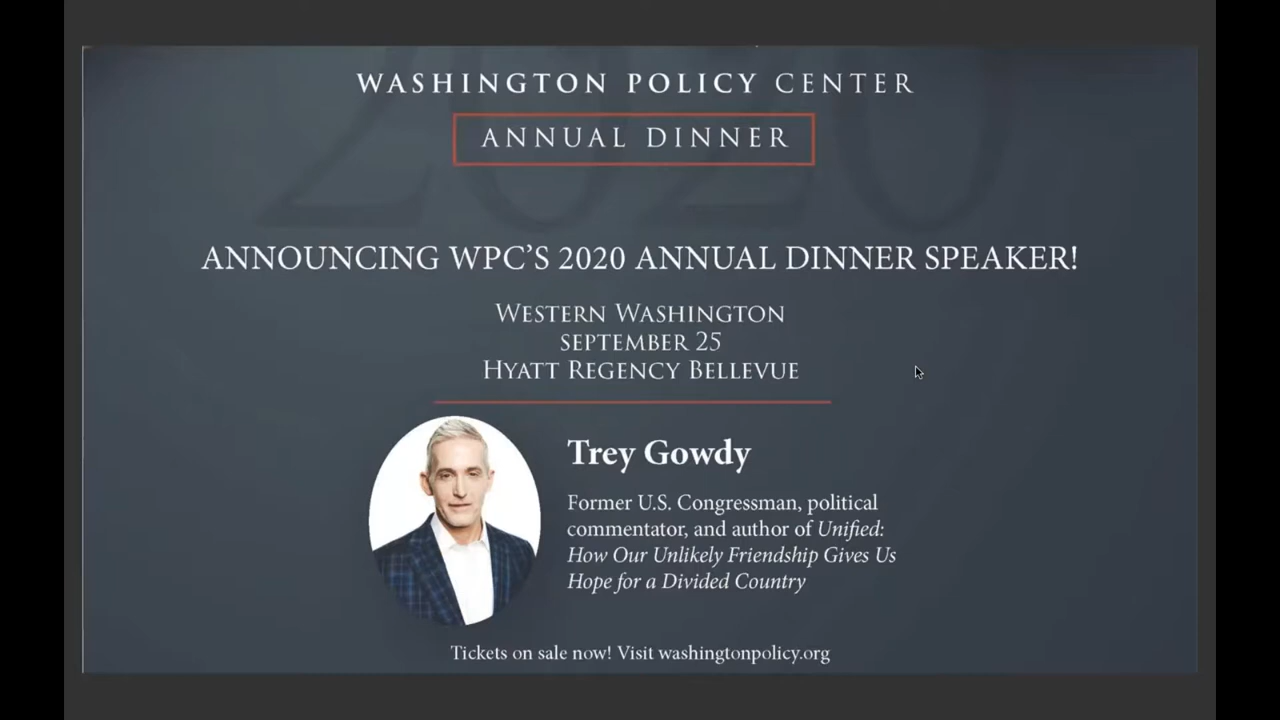 2020
WASHINGTON POLICY CENTER
ANNUAL DINNER
ANNOUNCING WPC'S 2020 ANNUAL DINNER SPEAKER!
WESTERN WASHINGTON
SEPTEMBER 25
HYATT REGENCY BELLEVUE
Trey Gowdy
Former U.S. Congressman, political
commentator, and author of Unified:
How Our Unlikely Friendship Gives Us
Hope for a Divided Country
Tickets on sale now! Visit washingtonpolicy.org